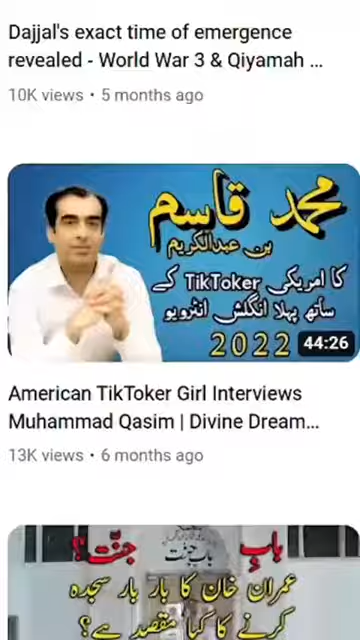 Dajjal's exact time of emergence
revealed - World War 3 & Qiyamah ...
10K views • 5 months ago
محمد قاسم
بن عبدالکریم
کا امریکی TikToker کے
ساتھ پہلا انگلش انٹرویو
2022
44:26
American TikToker Girl Interviews
Muhammad Qasim | Divine Dream...
13K views • 6 months ago
بابِ جنّت؟
باب جنت
عمران خان کا بار بار سجدہ
کرنے کا کیا مقصد ہے؟